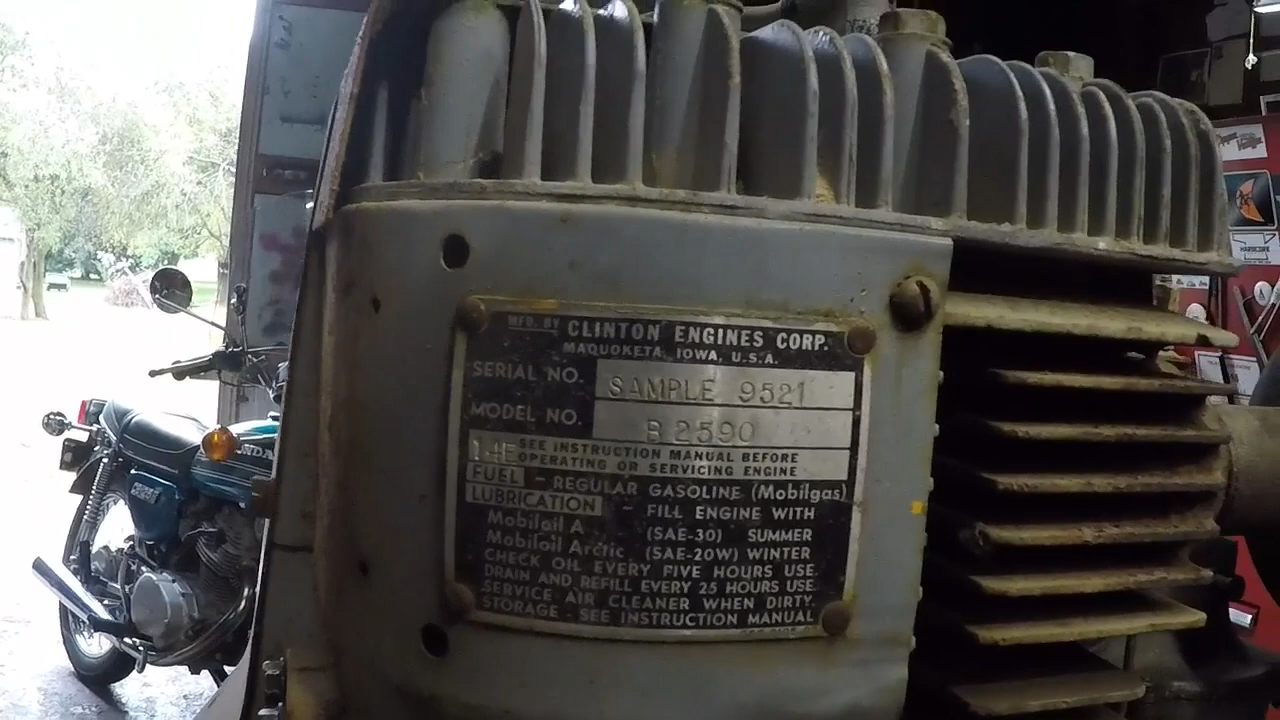 MFD. BY CLINTON ENGINES CORP.
MAQUOKETA, IOWA, U.S.A.
SERIAL NO. SAMPLE 9521
MODEL NO. B 2590
SEE INSTRUCTION MANUAL BEFORE
OPERATING OR SERVICING ENGINE
FUEL - REGULAR GASOLINE (Mobilgas)
LUBRICATION - FILL ENGINE WITH
Mobiloil A (SAE-30) SUMMER
Mobiloil Arctic (SAE-20W) WINTER
CHECK OIL EVERY FIVE HOURS USE.
DRAIN AND REFILL EVERY 25 HOURS USE.
SERVICE AIR CLEANER WHEN DIRTY.
STORAGE - SEE INSTRUCTION MANUAL
HONDA